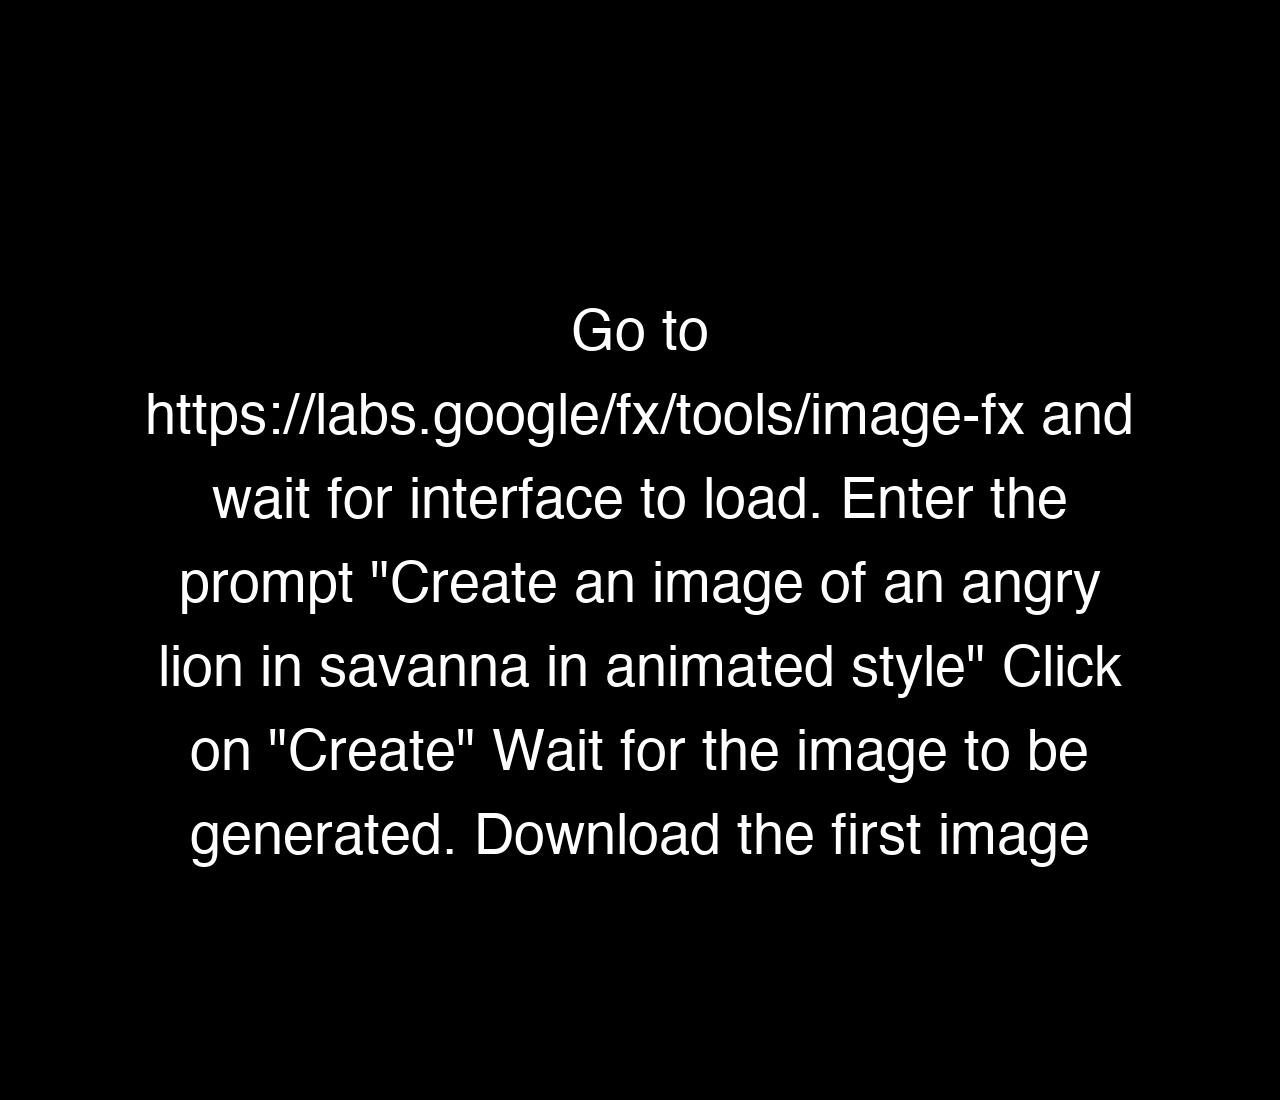 Go to
https://labs.google/fx/tools/image-fx and
wait for interface to load. Enter the
prompt "Create an image of an angry
lion in savanna in animated style" Click
on "Create" Wait for the image to be
generated. Download the first image